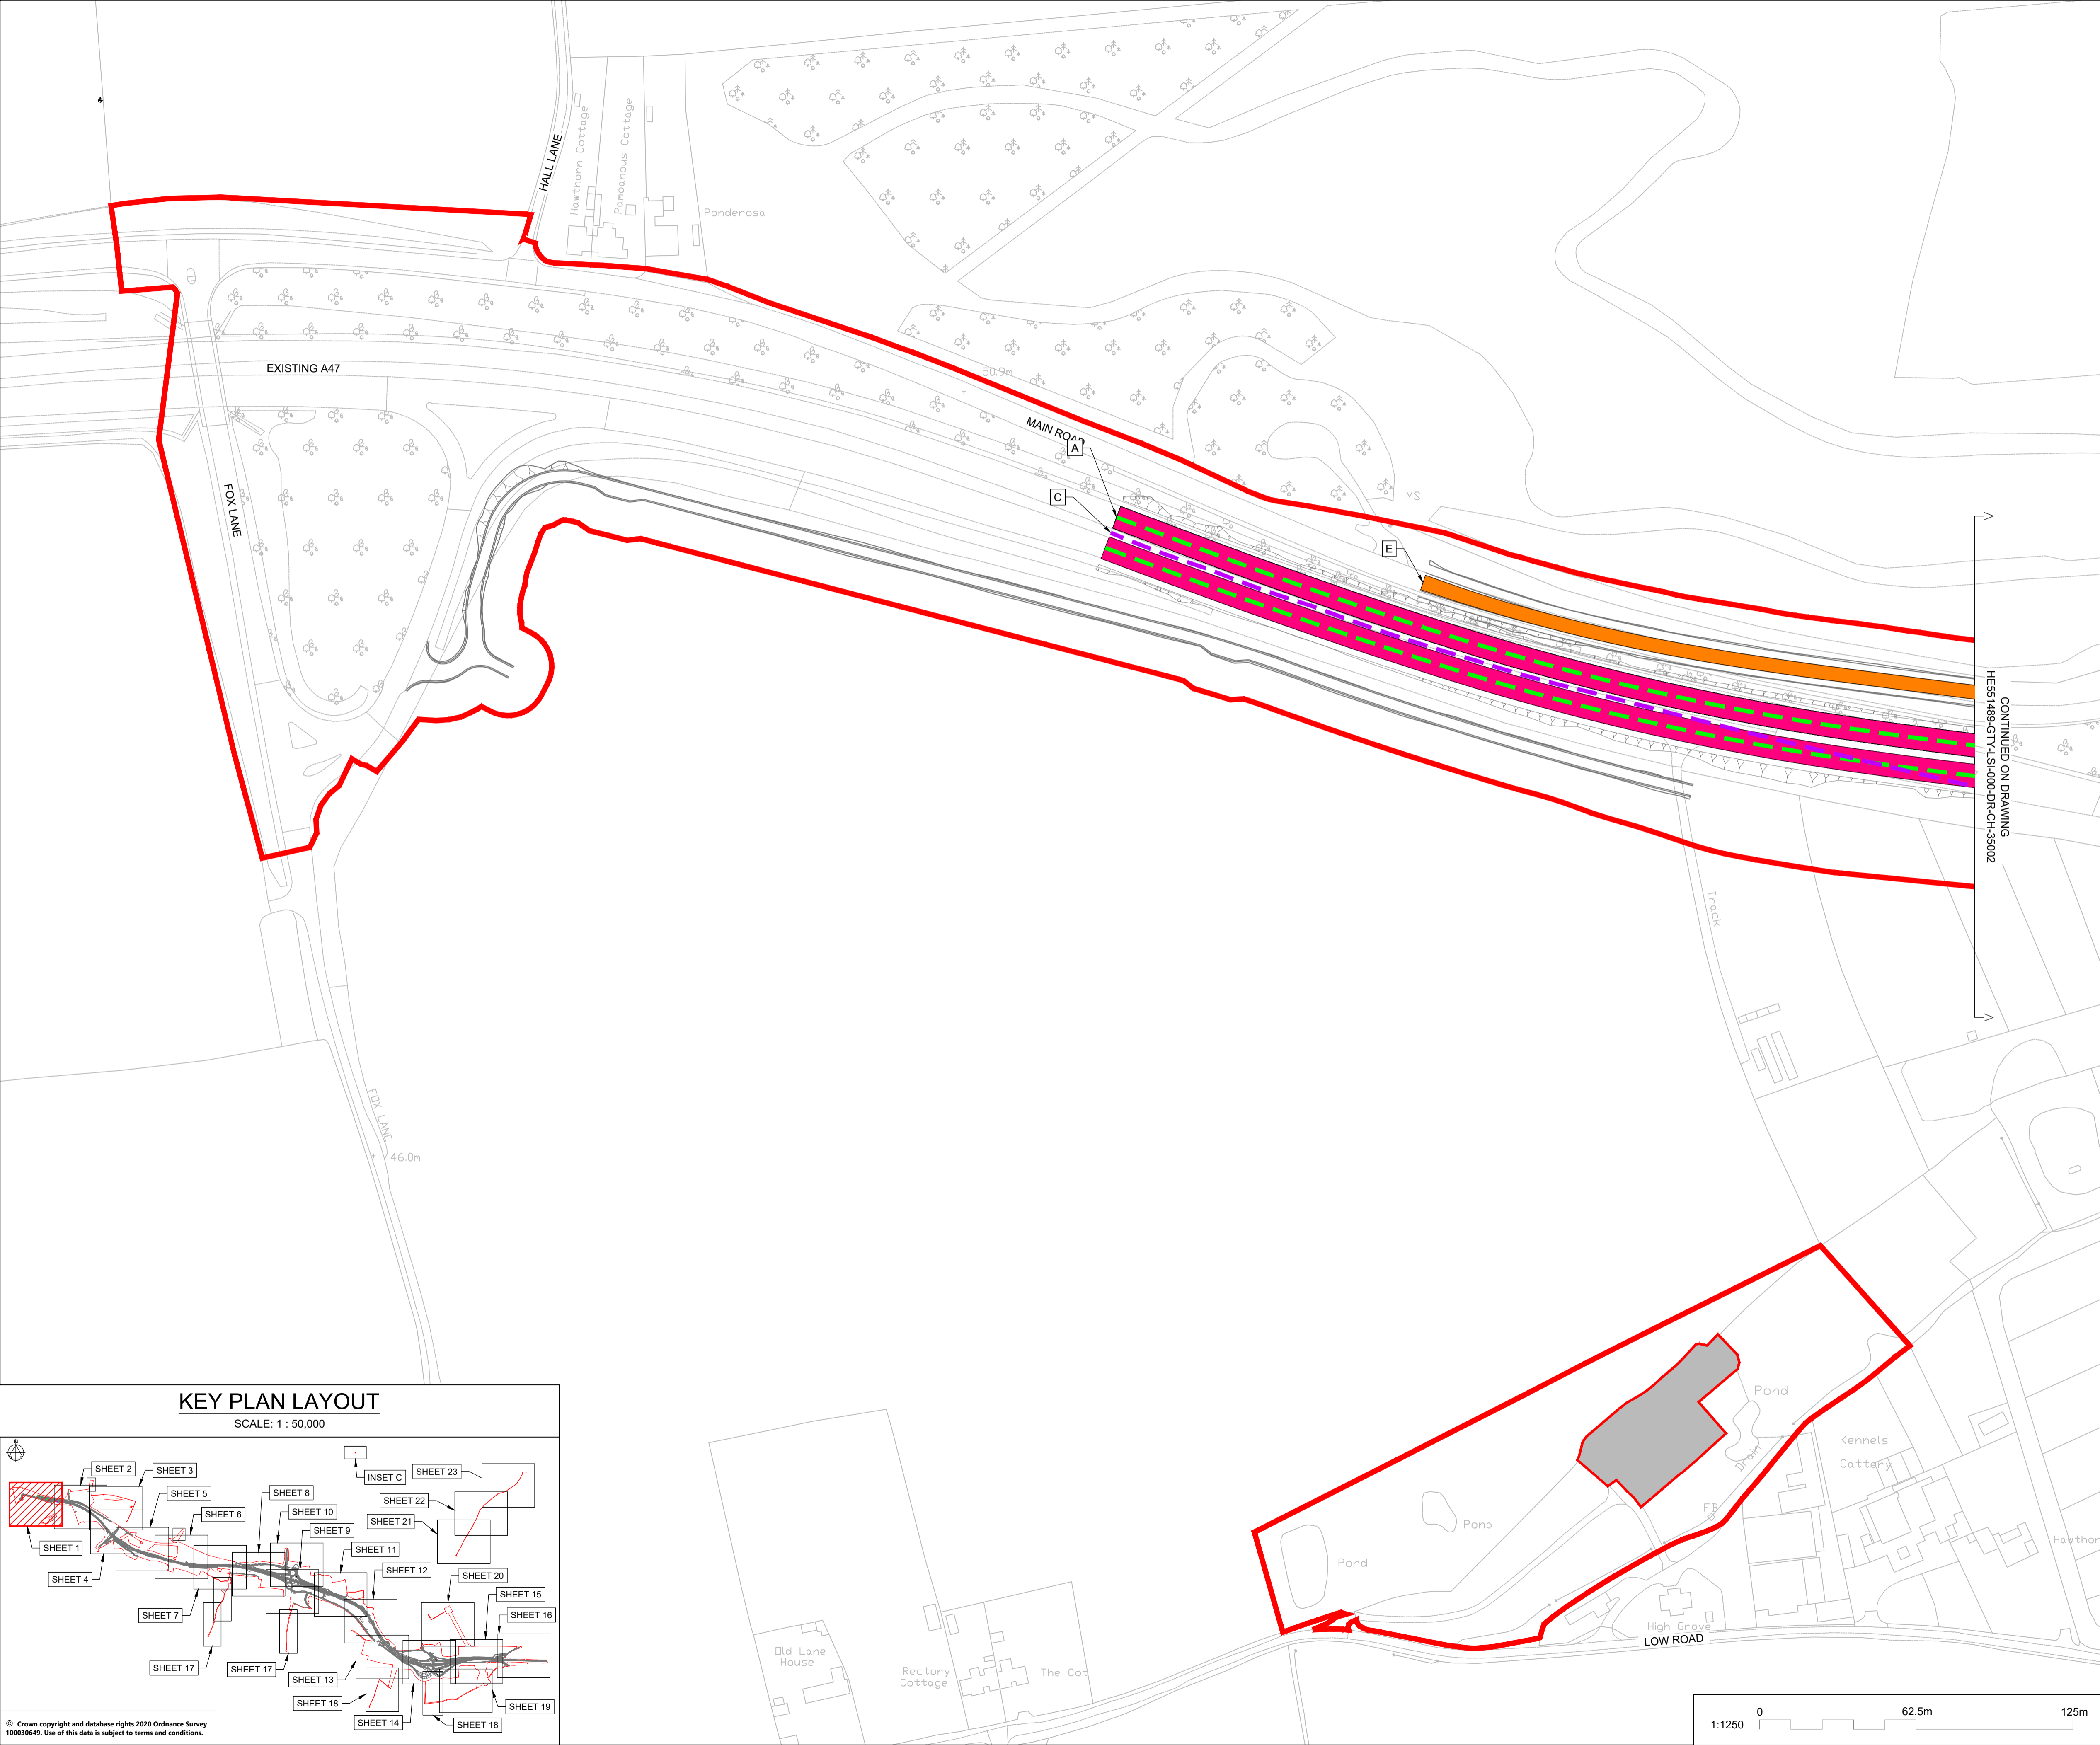 HALL LANE
Hawthorn Cottage
Pamoanous Cottage
Ponderosa
EXISTING A47
50.9m
MAIN ROAD
A
C
E
MS
FOX LANE
CONTINUED ON DRAWING
HE551489-GTY-LSI-000-DR-CH-35002
Track
FOX LANE
46.0m
Pond
Pond
Pond
Drain
FB
Kennels
Cattery
Hawthor
High Grove
LOW ROAD
Old Lane
House
Rectory
Cottage
The Cot
KEY PLAN LAYOUT
SCALE: 1 : 50,000
N
SHEET 1
SHEET 2
SHEET 3
SHEET 4
SHEET 5
SHEET 6
SHEET 7
SHEET 8
SHEET 10
SHEET 9
SHEET 11
SHEET 12
INSET C
SHEET 23
SHEET 22
SHEET 21
SHEET 20
SHEET 15
SHEET 16
SHEET 17
SHEET 17
SHEET 13
SHEET 18
SHEET 14
SHEET 18
SHEET 19
© Crown copyright and database rights 2020 Ordnance Survey
100030649. Use of this data is subject to terms and conditions.
1:1250
0 62.5m 125m